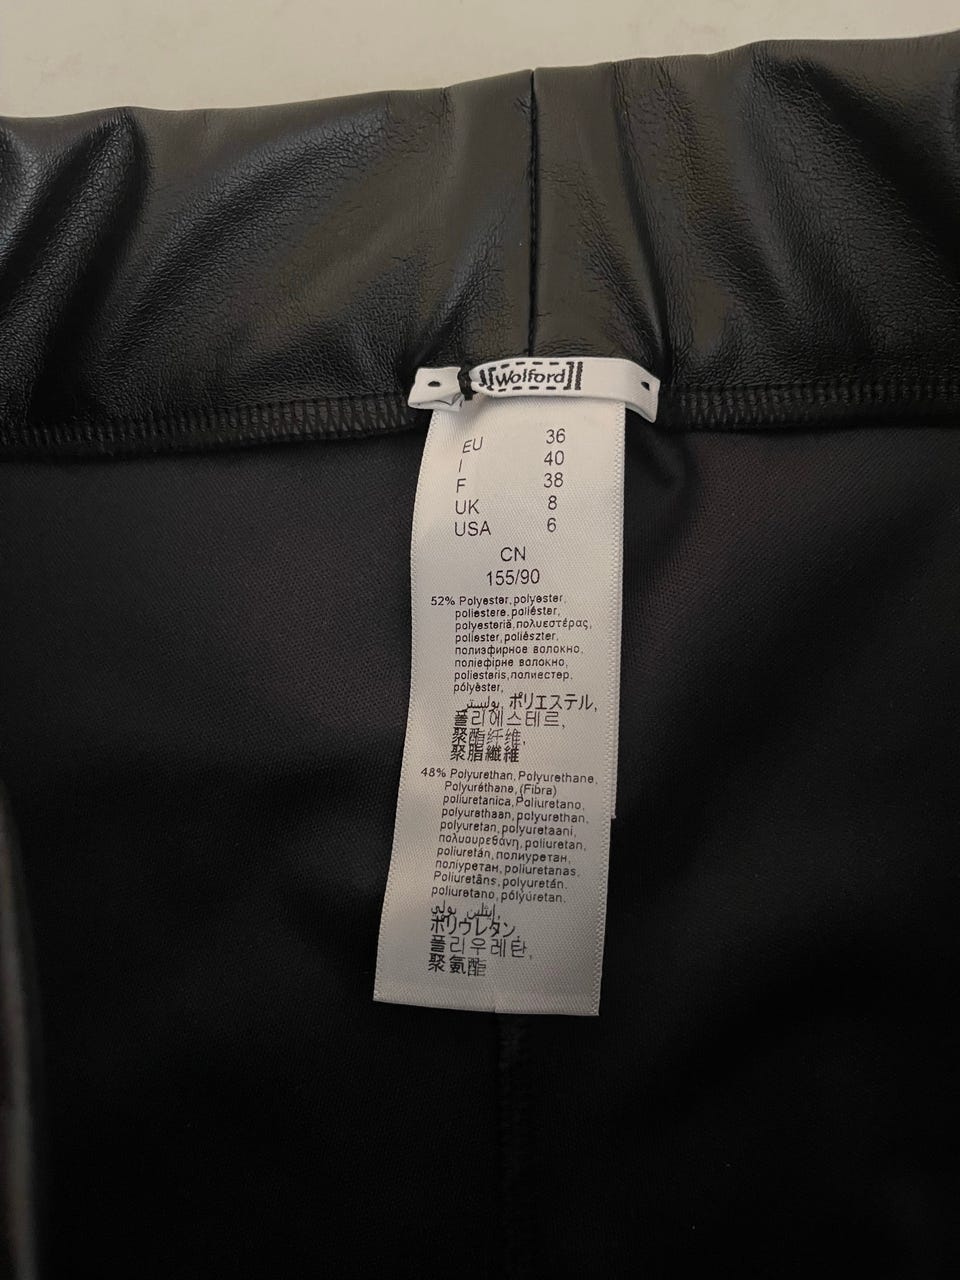 Wolford
EU 36
I 40
F 38
UK 8
USA 6
CN
155/90
52% Polyester, polyester,
poliestere, poliéster,
polyesteriä, πολυεστέρας,
poliester, poliészter,
полиэфирное волокно,
поліефірне волокно,
poliesteris, полиестер,
pólýester,
ポリエステル,
폴리에스테르,
聚酯纤维,
聚脂纖維
48% Polyurethan, Polyurethane,
Polyuréthane, (Fibra)
poliuretanica, Poliuretano,
polyurethaan, polyurethan,
polyuretan, polyuretaani,
πολυουρεθάνη, poliuretan,
poliuretán, полиуретан,
поліуретан, poliuretanas,
Poliuretāns, polyuretán.
poliuretano, pólýúretan.
ポリウレタン,
폴리우레탄,
聚氨酯